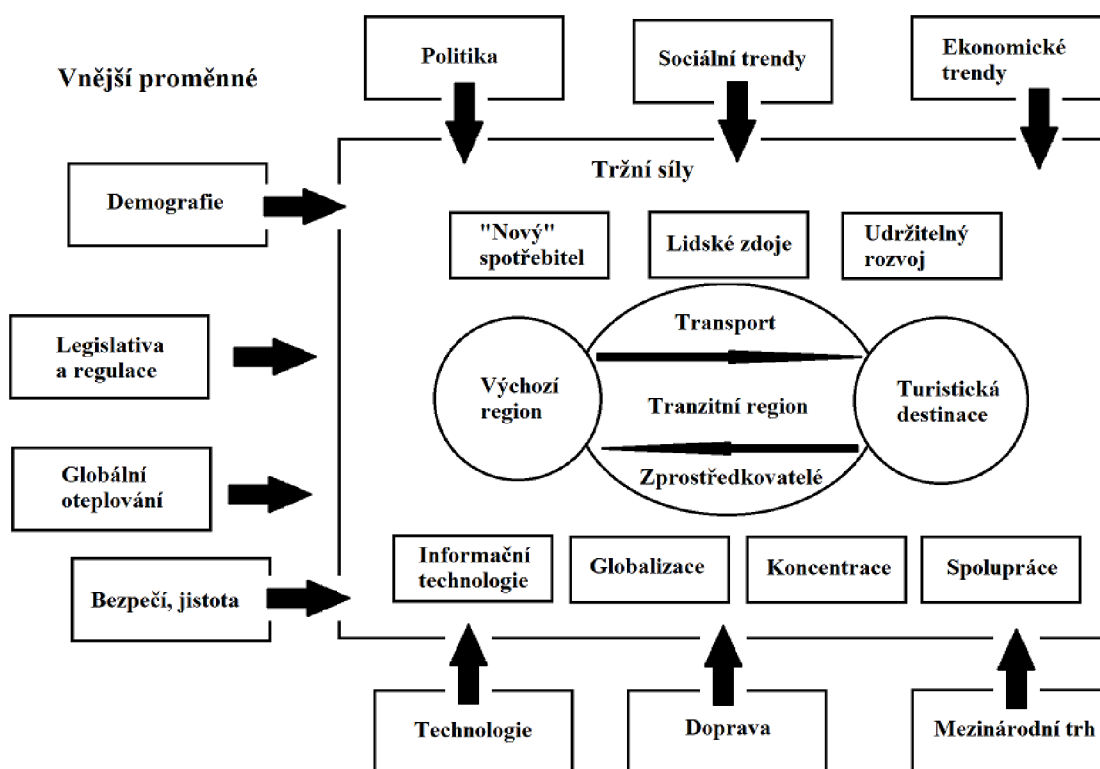 Politika
Sociální trendy
Ekonomické
trendy
Vnější proměnné
Tržní síly
Demografie
"Nový"
spotřebitel
Lidské zdoje
Udržitelný
rozvoj
Legislativa
a regulace
Transport
Výchozí
region
Tranzitní region
Turistická
destinace
Globální
oteplování
Zprostředkovatelé
Informační
technologie
Globalizace
Koncentrace
Spolupráce
Bezpečí, jistota
Technologie
Doprava
Mezinárodní trh